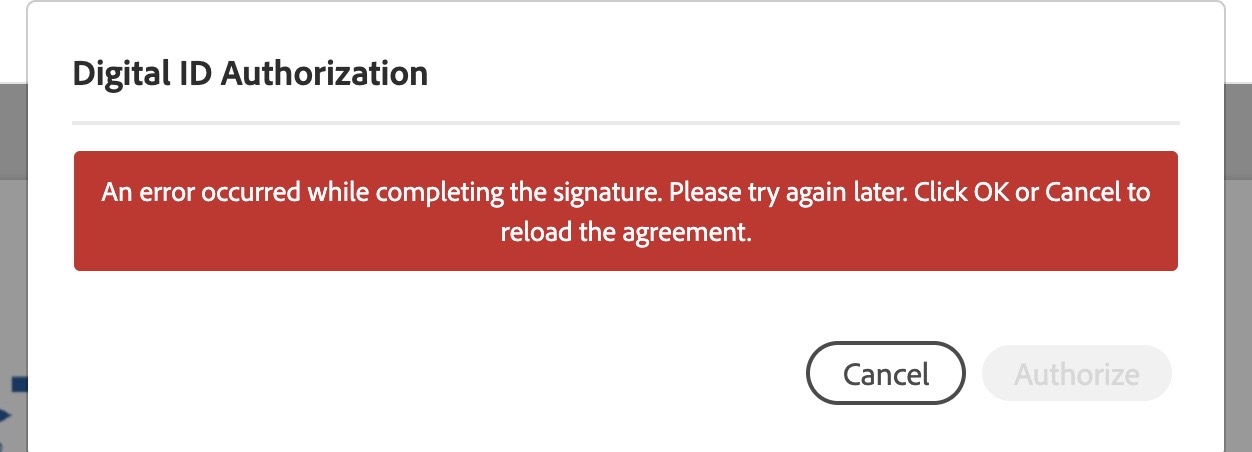 Digital ID Authorization
An error occurred while completing the signature. Please try again later. Click OK or Cancel to
reload the agreement.
Cancel
Authorize